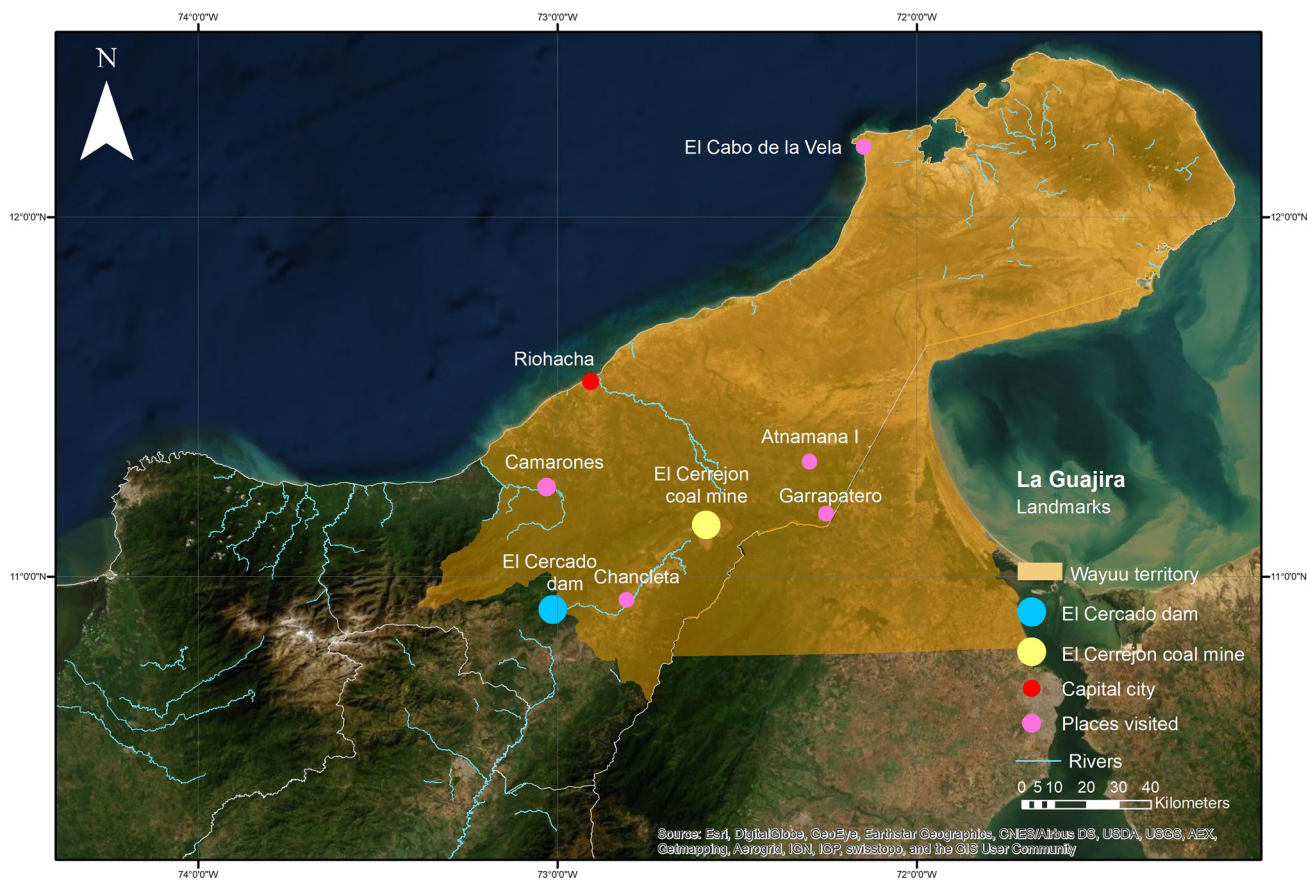 74°0'0"W
73°0'0"W
72°0'0"W
N
El Cabo de la Vela
12°0'0"N
12°0'0"N
Riohacha
Atnamana I
Camarones
El Cerrejon
coal mine
Garrapatero
La Guajira
Landmarks
El Cercado
dam
Chancleta
11°0'0"N
11°0'0"N
Wayuu territory
El Cercado dam
El Cerrejon coal mine
Capital city
Places visited
Rivers
0 5 10 20 30 40
Kilometers
Source: Esri, DigitalGlobe, GeoEye, Earthstar Geographics, CNES/Airbus DS, USDA, USGS, AEX,
Getmapping, Aerogrid, IGN, IGP, swisstopo, and the GIS User Community
74°0'0"W
73°0'0"W
72°0'0"W